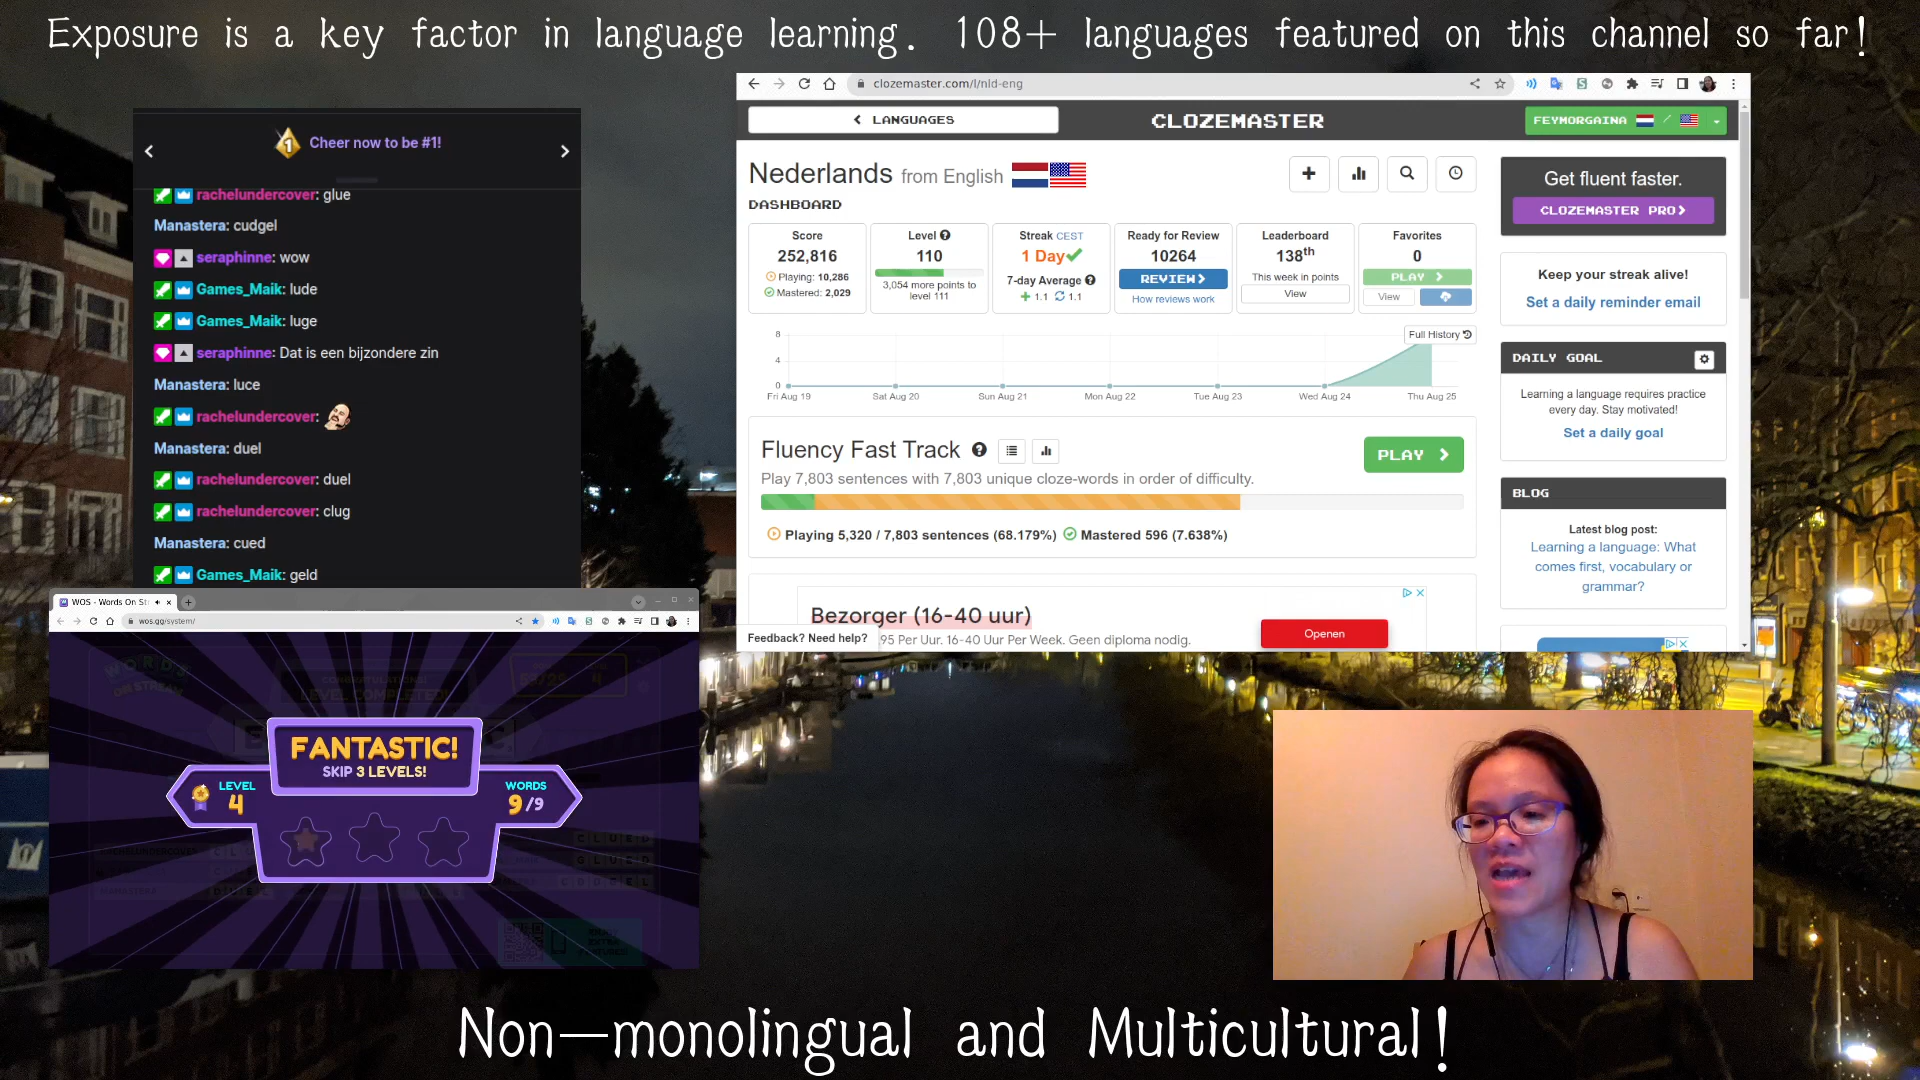 Exposure is a key factor in language learning. 108+ languages featured on this channel so far!
Cheer now to be #1!
rachelundercover: glue
Manastera: cudgel
seraphinne: wow
Games_Maik: lude
Games_Maik: luge
seraphinne: Dat is een bijzondere zin
Manastera: luce
rachelundercover:
Manastera: duel
rachelundercover: duel
rachelundercover: clug
Manastera: cued
Games_Maik: geld
clozemaster.com/l/nld-eng
LANGUAGES
CLOZEMASTER
FEYMORGAINA
Nederlands from English
DASHBOARD
Score
252,816
Playing: 10,286
Mastered: 2,029
Level
110
3,054 more points to level 111
Streak CEST
1 Day
7-day Average
1.1 1.1
Ready for Review
10264
REVIEW
How reviews work
Leaderboard
138th
This week in points
View
Favorites
0
PLAY
View
Full History
8
4
0
Fri Aug 19 Sat Aug 20 Sun Aug 21 Mon Aug 22 Tue Aug 23 Wed Aug 24 Thu Aug 25
Fluency Fast Track
PLAY
Play 7,803 sentences with 7,803 unique cloze-words in order of difficulty.
Playing 5,320 / 7,803 sentences (68.179%) Mastered 596 (7.638%)
Bezorger (16-40 uur)
95 Per Uur. 16-40 Uur Per Week. Geen diploma nodig.
Openen
Feedback? Need help?
Get fluent faster.
CLOZEMASTER PRO
Keep your streak alive!
Set a daily reminder email
DAILY GOAL
Learning a language requires practice
every day. Stay motivated!
Set a daily goal
BLOG
Latest blog post:
Learning a language: What
comes first, vocabulary or
grammar?
WOS - Words On St
wos.gg/system/
WORDS
ON STREAM
LEVEL COMPLETED!
FANTASTIC!
SKIP 3 LEVELS!
LEVEL
4
WORDS
9/9
CLUED
GLUED
CUDGEL
Non-monolingual and Multicultural!